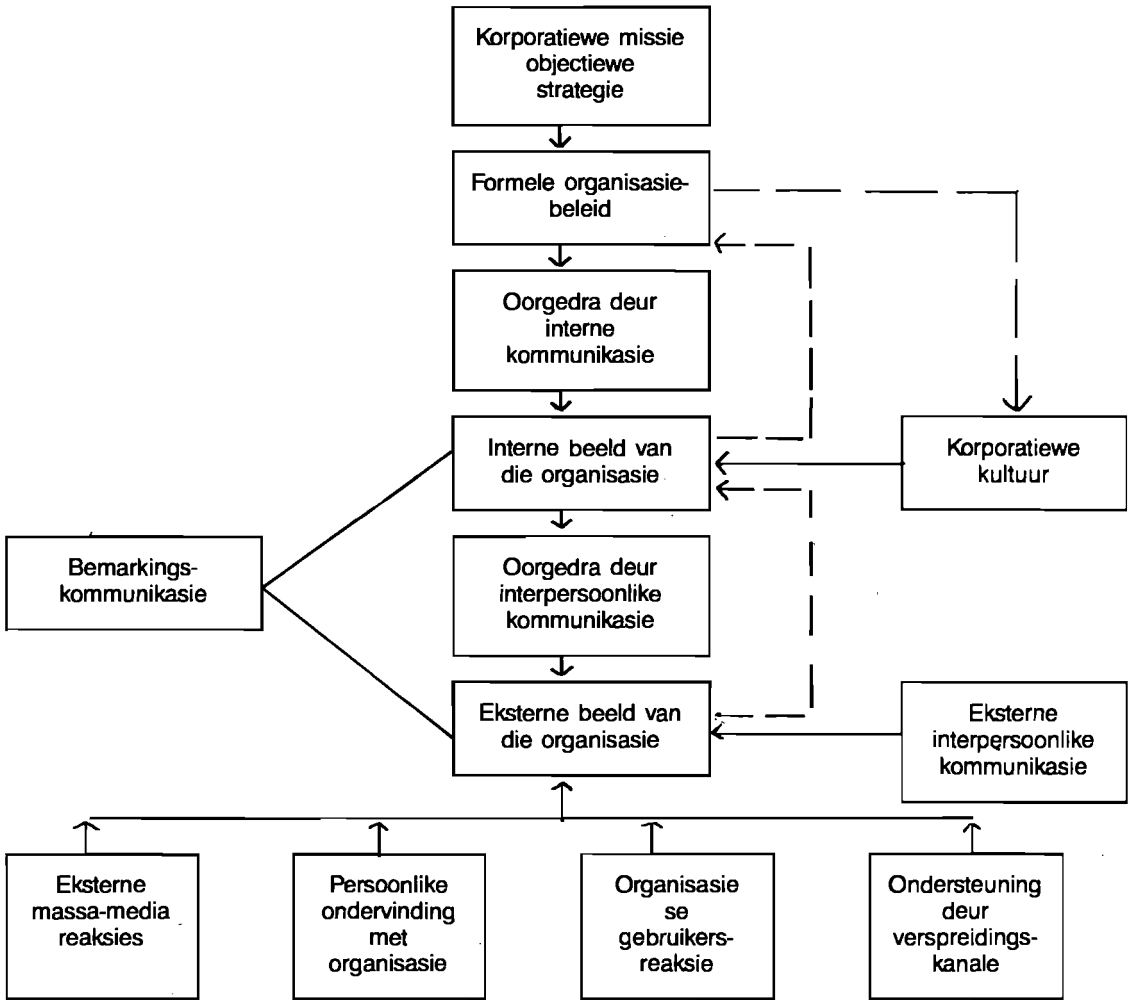 Korporatiewe missie
objectiewe
strategie
Formele organisasie-
beleid
Oorgedra deur
interne
kommunikasie
Interne beeld van
die organisasie
Korporatiewe
kultuur
Bemarkings-
kommunikasie
Oorgedra deur
interpersoonlike
kommunikasie
Eksterne beeld van
die organisasie
Eksterne
interpersoonlike
kommunikasie
Eksterne
massa-media
reaksies
Persoonlike
ondervinding
met
organisasie
Organisasie
se
gebruikers-
reaksie
Ondersteuning
deur
verspreidings-
kanale